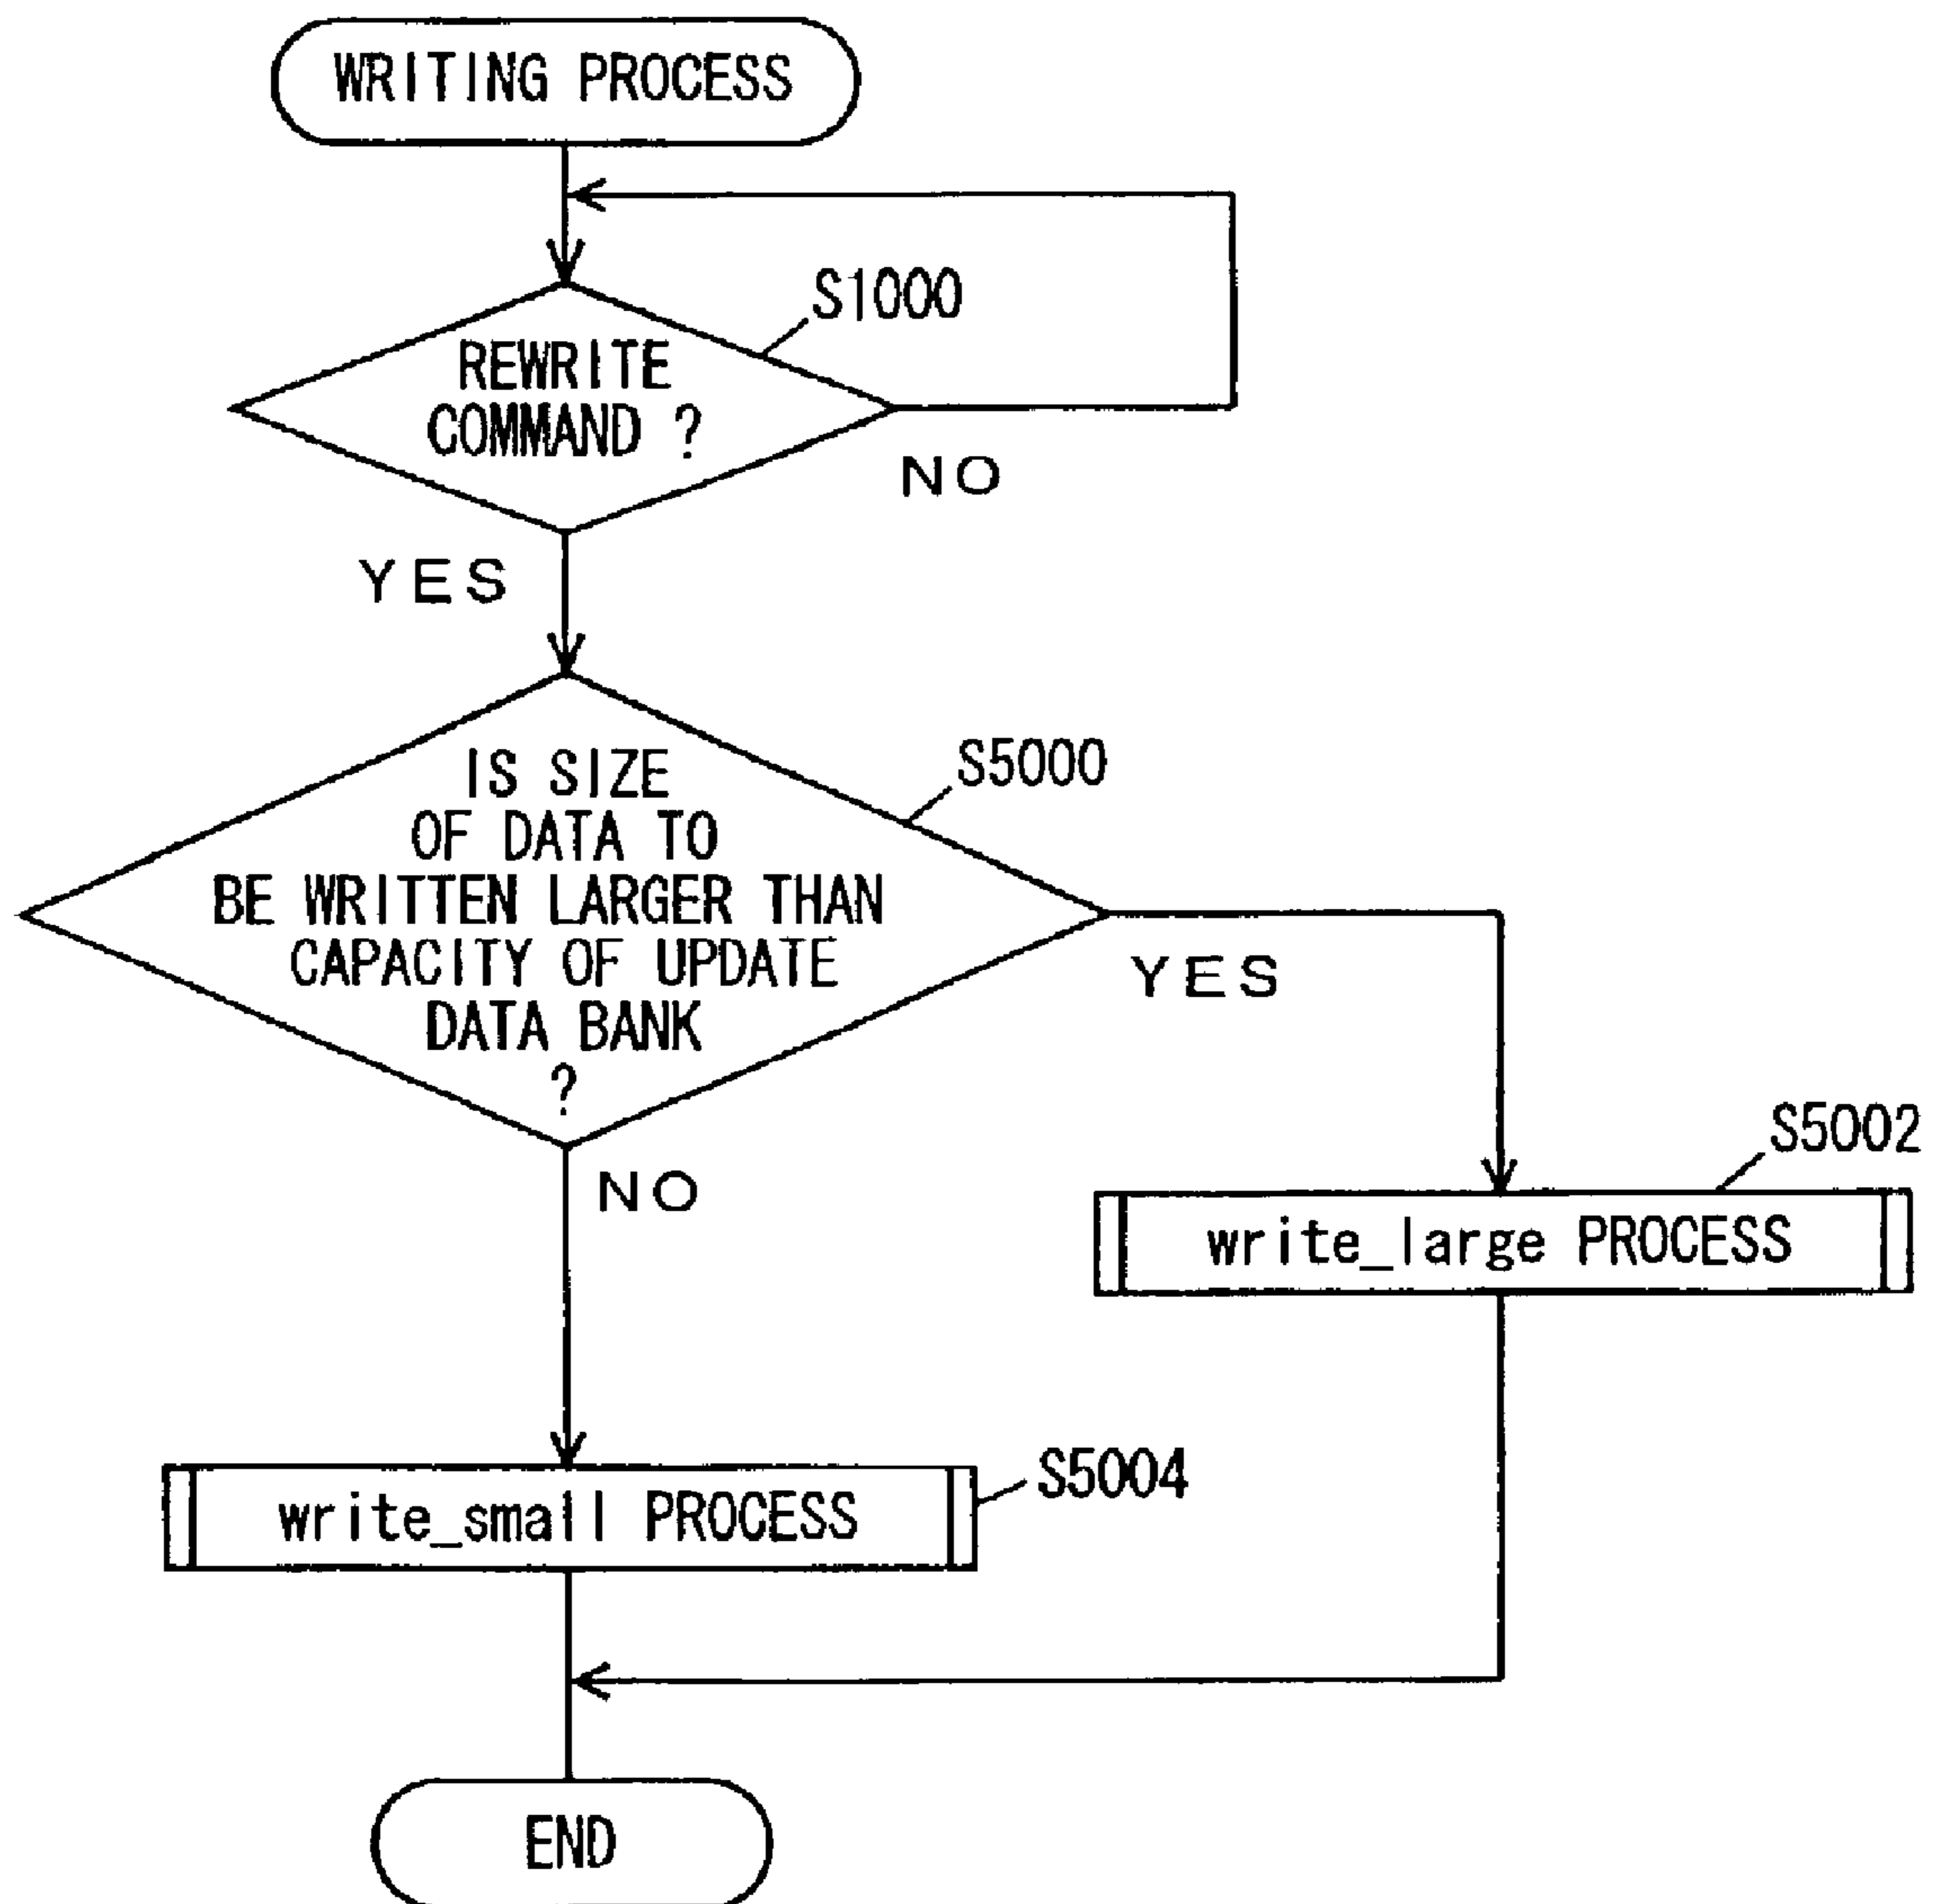 WRITING PROCESS
S1000
REWRITE
COMMAND ?
NO
YES
S5000
IS SIZE
OF DATA TO
BE WRITTEN LARGER THAN
CAPACITY OF UPDATE
DATA BANK
?
YES
NO
S5002
write_large PROCESS
S5004
write_small PROCESS
END